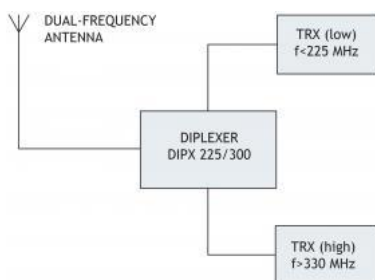 DUAL-FREQUENCY
ANTENNA
TRX (low)
f<225 MHz
DIPLEXER
DIPX 225/300
TRX (high)
f>330 MHz